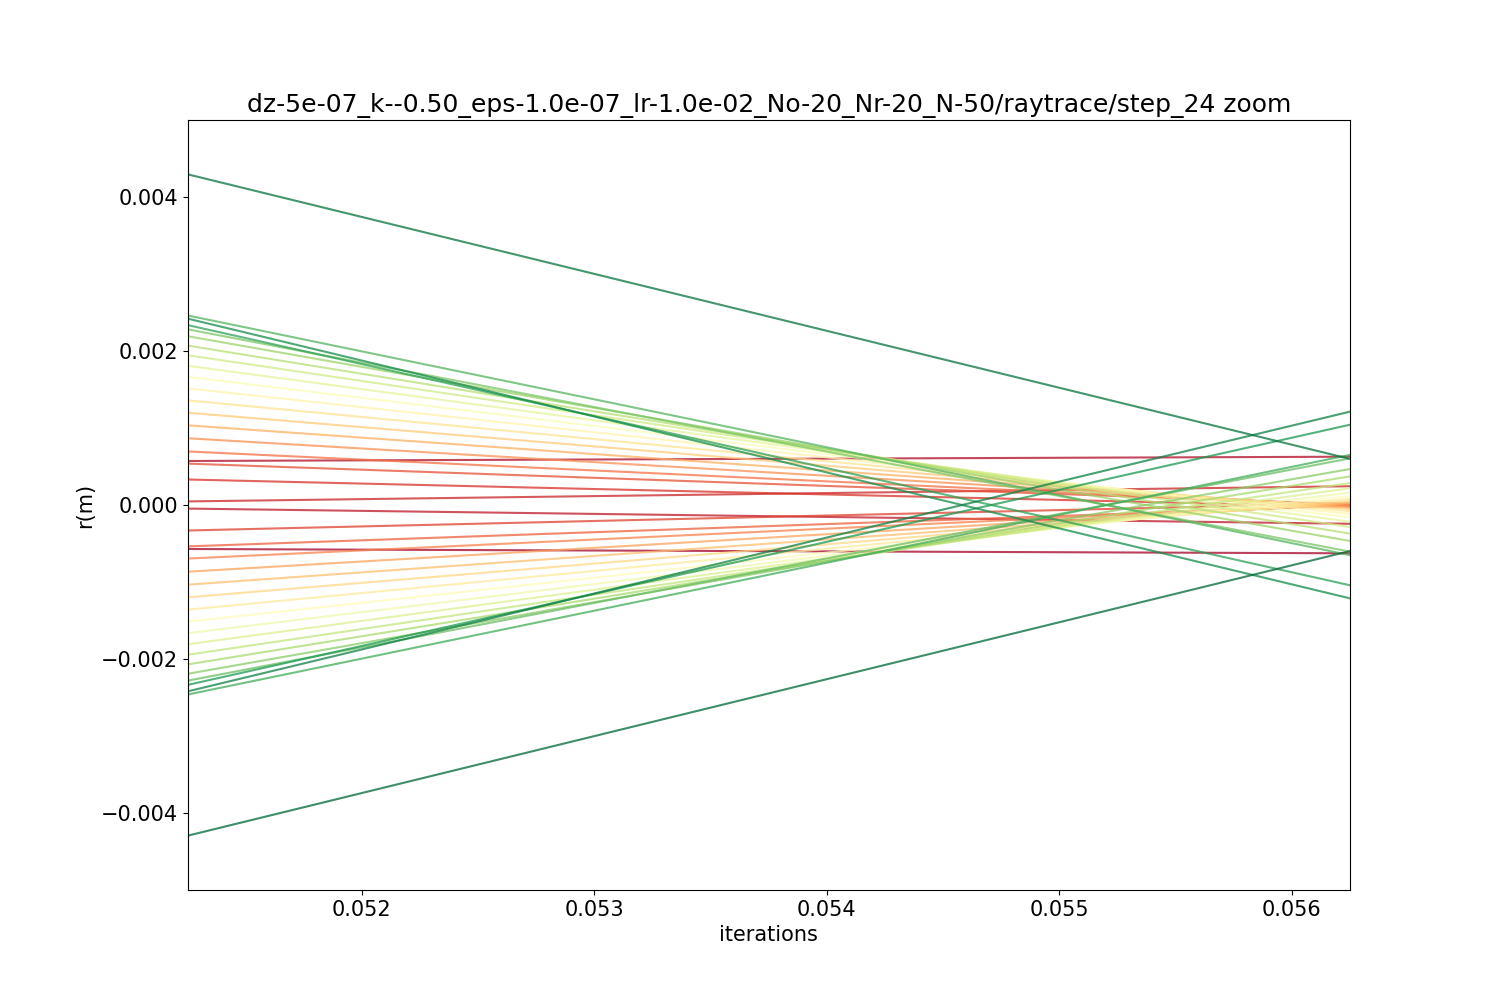 dz-5e-07_k--0.50_eps-1.0e-07_lr-1.0e-02_No-20_Nr-20_N-50/raytrace/step_24 zoom
0.004
0.002
0.000
−0.002
−0.004
r(m)
0.052 0.053 0.054 0.055 0.056
iterations